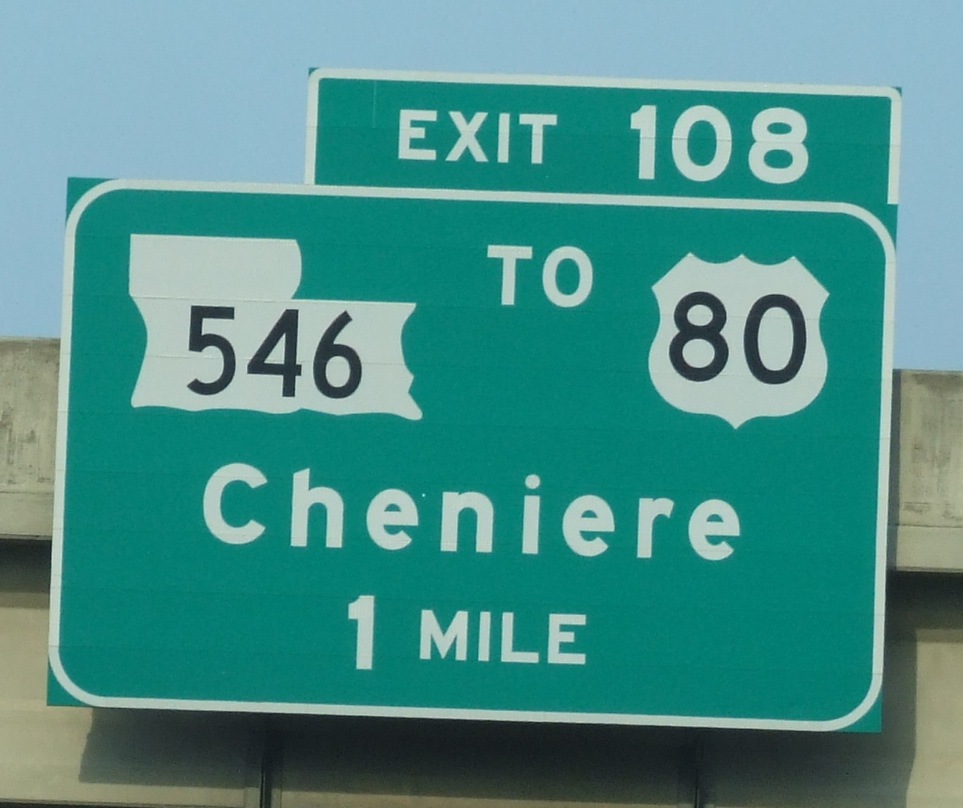 EXIT 108
546 TO 80
Cheniere
1 MILE